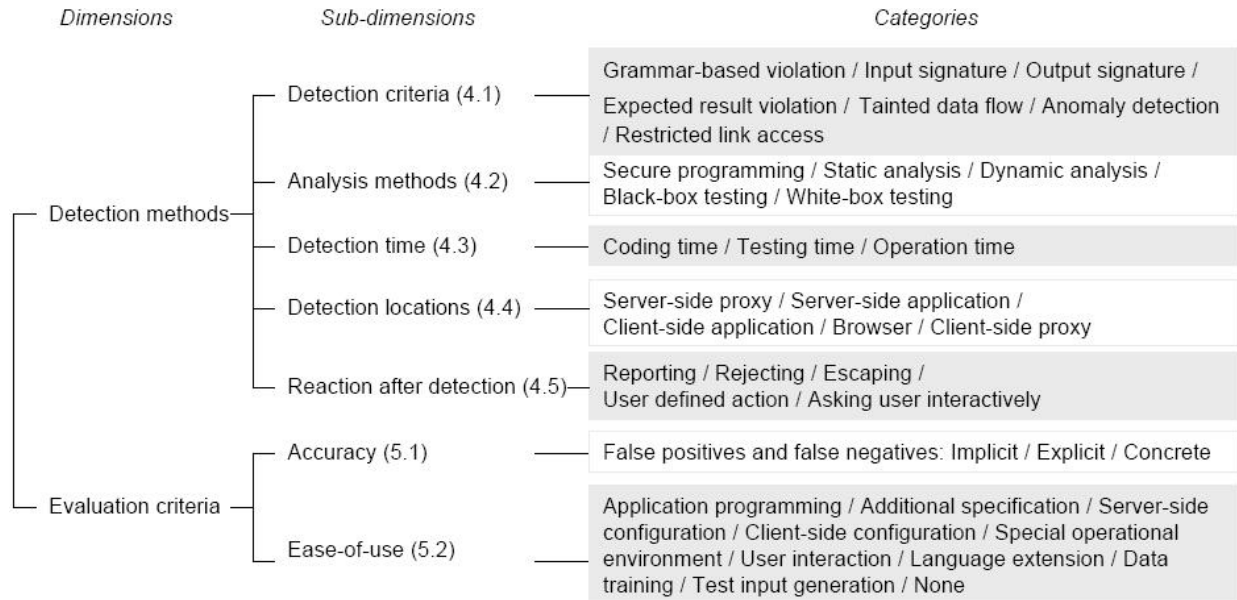 Dimensions Sub-dimensions Categories
Detection methods
Detection criteria (4.1)
Grammar-based violation / Input signature / Output signature /
Expected result violation / Tainted data flow / Anomaly detection
/ Restricted link access
Analysis methods (4.2)
Secure programming / Static analysis / Dynamic analysis /
Black-box testing / White-box testing
Detection time (4.3)
Coding time / Testing time / Operation time
Detection locations (4.4)
Server-side proxy / Server-side application /
Client-side application / Browser / Client-side proxy
Reaction after detection (4.5)
Reporting / Rejecting / Escaping /
User defined action / Asking user interactively
Evaluation criteria
Accuracy (5.1)
False positives and false negatives: Implicit / Explicit / Concrete
Ease-of-use (5.2)
Application programming / Additional specification / Server-side
configuration / Client-side configuration / Special operational
environment / User interaction / Language extension / Data
training / Test input generation / None